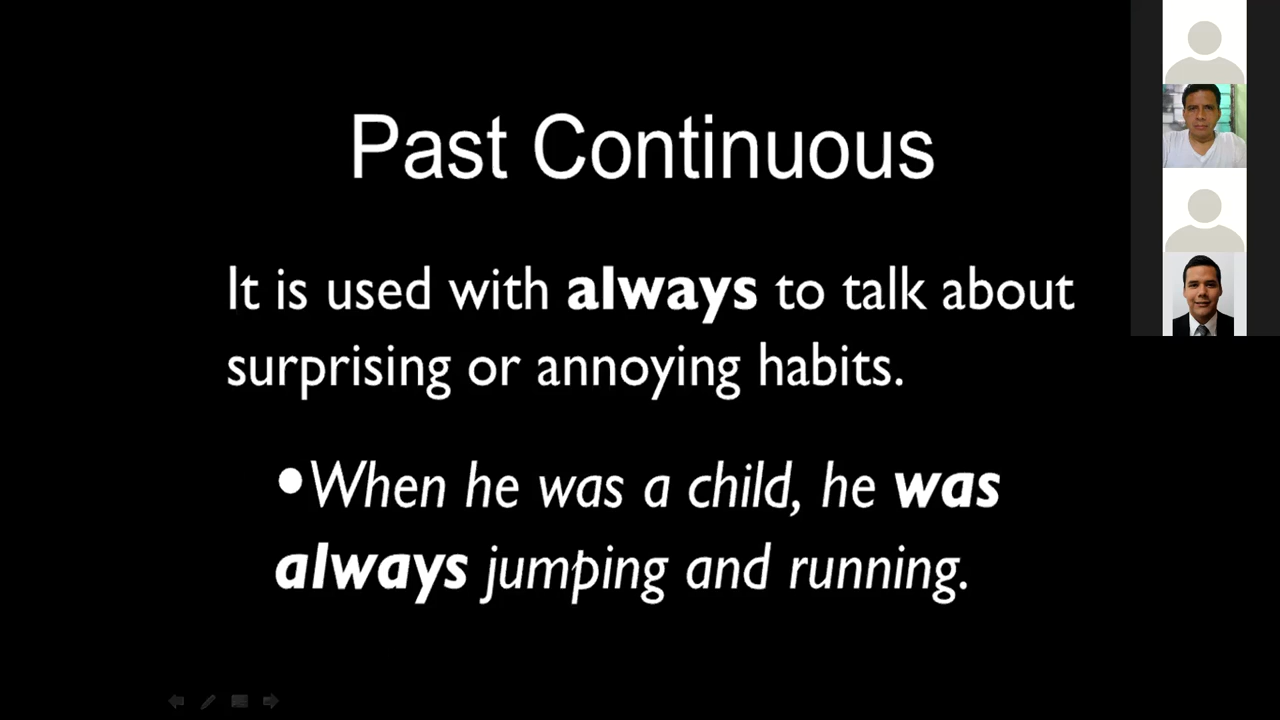 Past Continuous
It is used with always to talk about
surprising or annoying habits.
•When he was a child, he was
always jumping and running.